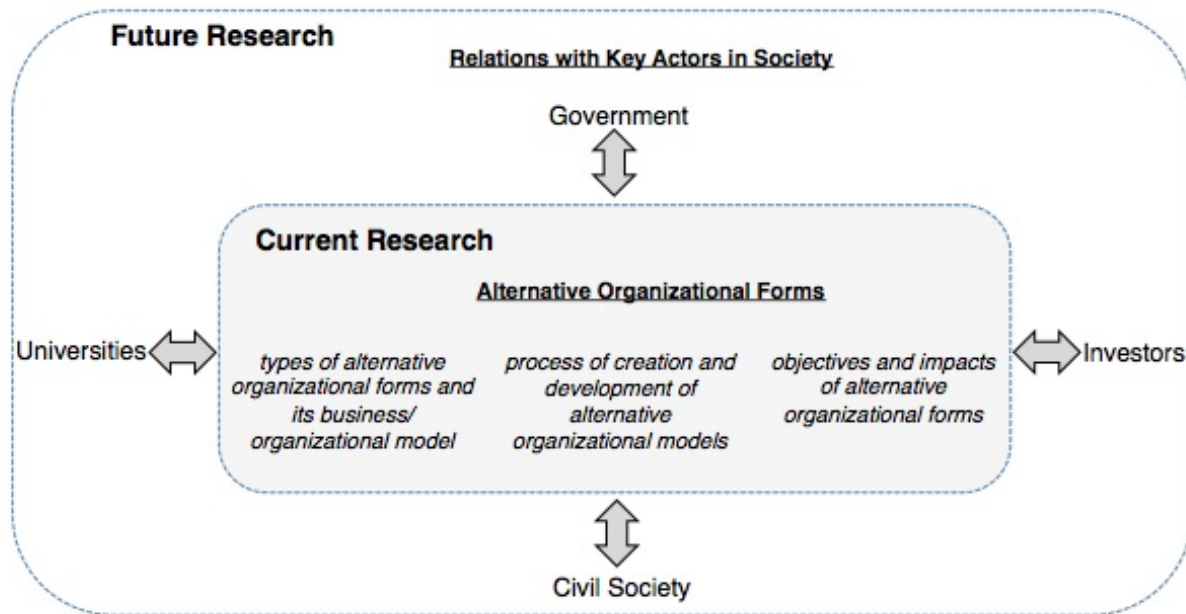 Future Research
Relations with Key Actors in Society
Government
Current Research
Alternative Organizational Forms
Universities
types of alternative
organizational forms and
its business/
organizational model
process of creation and
development of
alternative
organizational models
objectives and impacts
of alternative
organizational forms
Investors
Civil Society